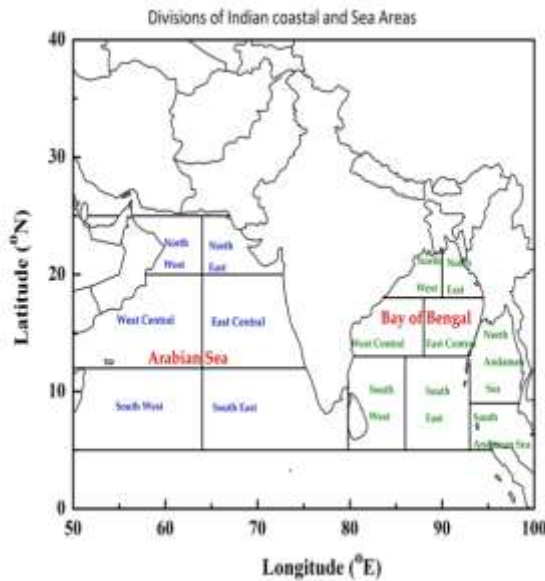 Divisions of Indian coastal and Sea Areas
40
30
20
10
0
Latitude (°N)
North
West
North
East
West Central
East Central
Arabian Sea
South West
South East
North
West
North
East
Bay of Bengal
West Central
East Central
South
West
South
East
North
Andaman
Sea
South
Andaman Sea
50 60 70 80 90 100
Longitude (°E)